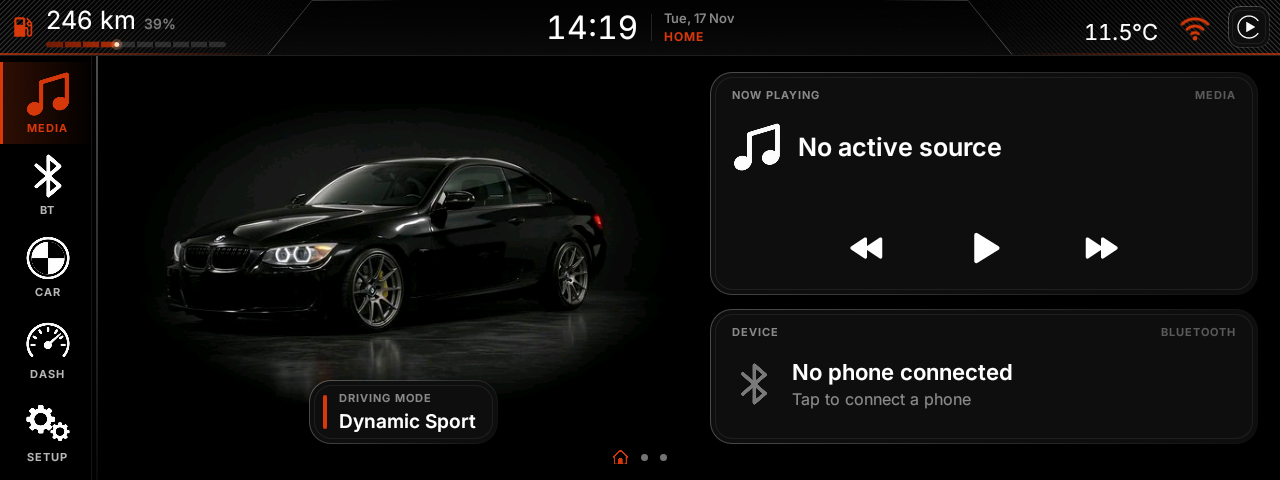 246 km 39%
14:19
Tue, 17 Nov
HOME
11.5°C
MEDIA
BT
CAR
DASH
SETUP
DRIVING MODE
Dynamic Sport
NOW PLAYING MEDIA
No active source
DEVICE BLUETOOTH
No phone connected
Tap to connect a phone